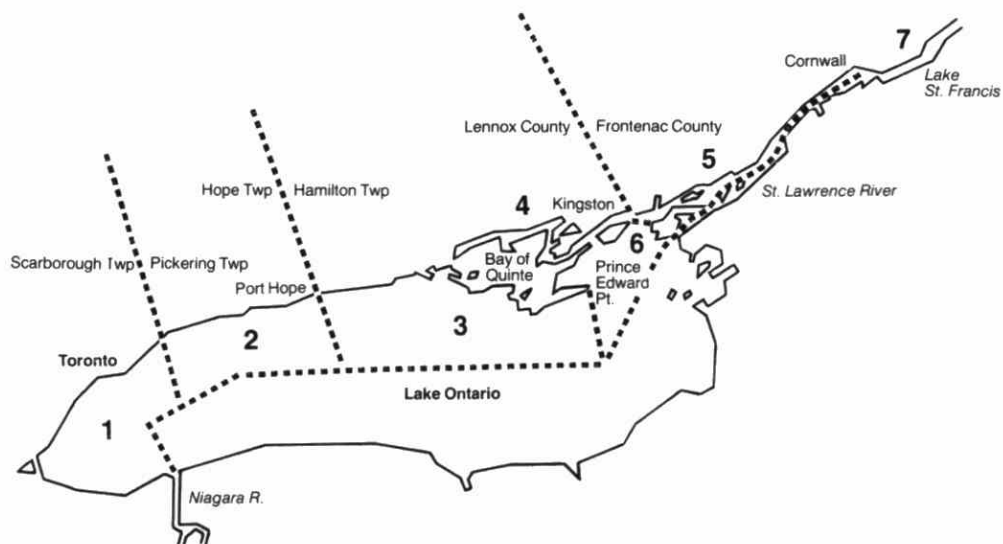 7
Cornwall
Lake
St. Francis
Lennox County
Frontenac County
5
St. Lawrence River
Hope Twp
Hamilton Twp
4
Kingston
6
Scarborough Twp
Pickering Twp
Bay of
Quinte
Prince
Edward
Pt.
Port Hope
2
3
Toronto
Lake Ontario
1
Niagara R.